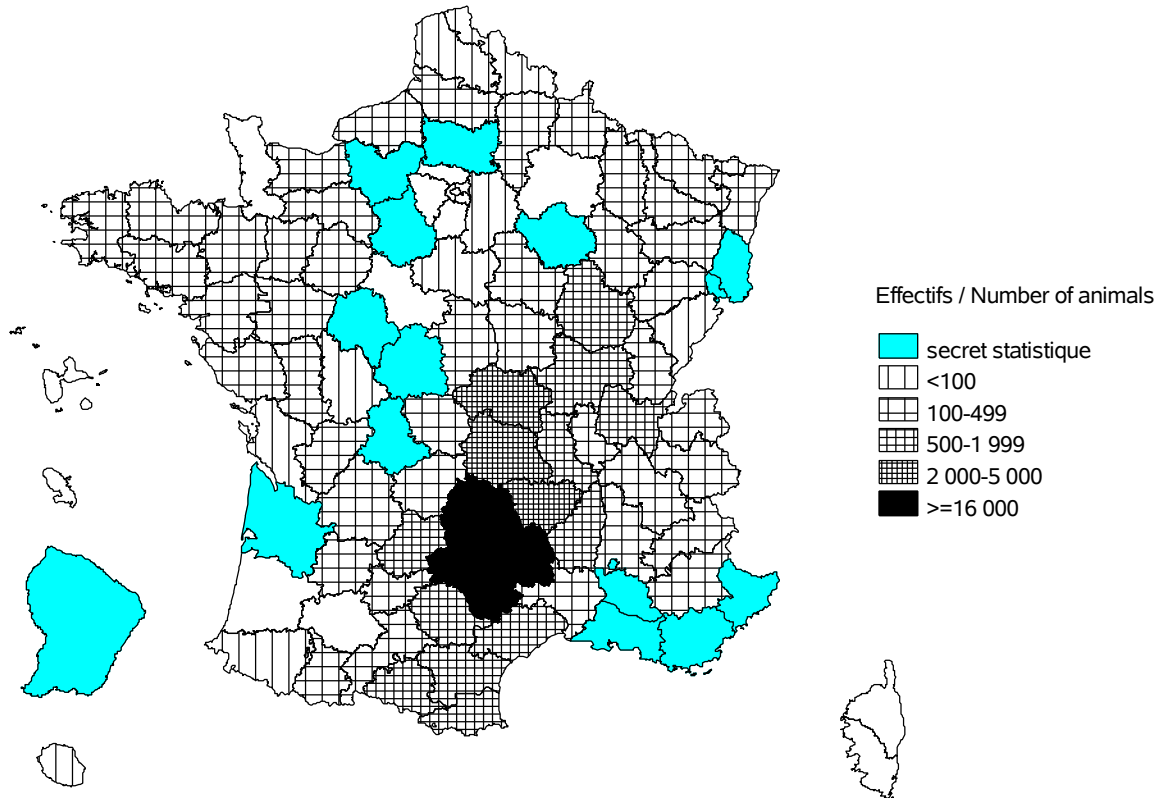 Effectifs / Number of animals
secret statistique
<100
100-499
500-1 999
2 000-5 000
>=16 000